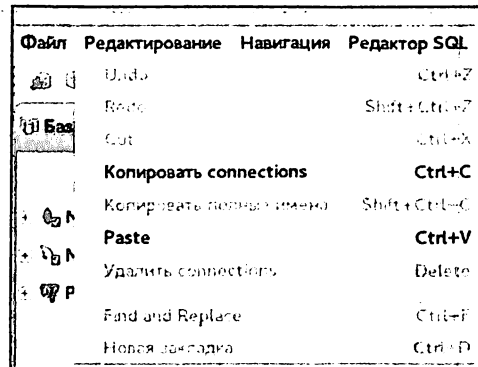 Файл Редактирование Навигация Редактор SQL
Undo Ctrl+Z
Redo Shift+Ctrl+Z
Баз
Cut Ctrl+X
Копировать connections Ctrl+C
Копировать полные имена Shift+Ctrl+C
Paste Ctrl+V
Удалить connections Delete
P
Find and Replace Ctrl+F
Новая закладка Ctrl+D